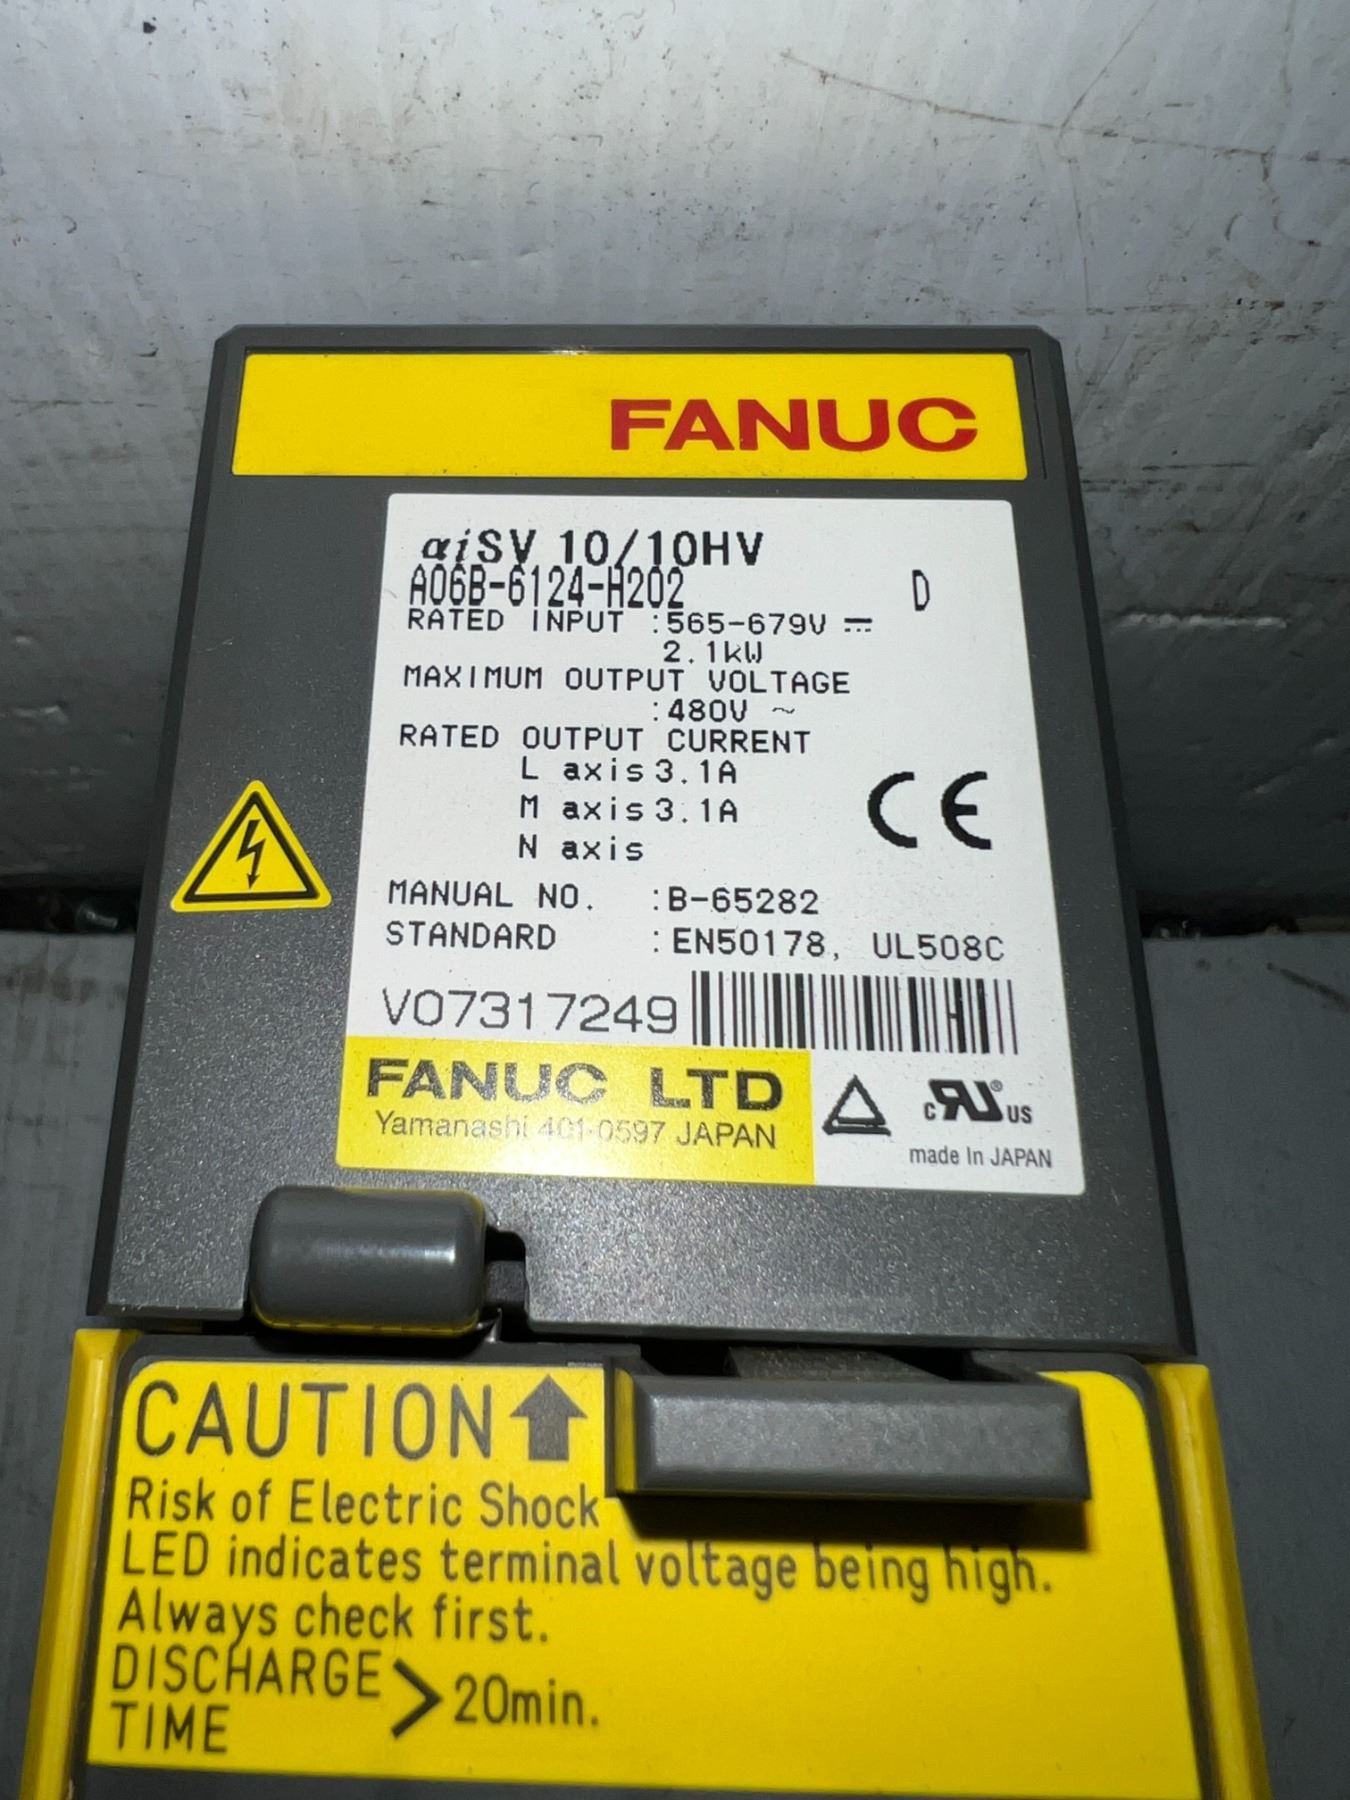 FANUC
αiSV 10/10HV
A06B-6124-H202 D
RATED INPUT :565-679V ⎓
2.1kW
MAXIMUM OUTPUT VOLTAGE
:480V ~
RATED OUTPUT CURRENT
L axis 3.1A
M axis 3.1A
N axis
CE
MANUAL NO. :B-65282
STANDARD :EN50178, UL508C
V07317249
FANUC LTD
Yamanashi 401-0597 JAPAN
c RU ® US
made In JAPAN
CAUTION
Risk of Electric Shock
LED indicates terminal voltage being high.
Always check first.
DISCHARGE TIME > 20min.